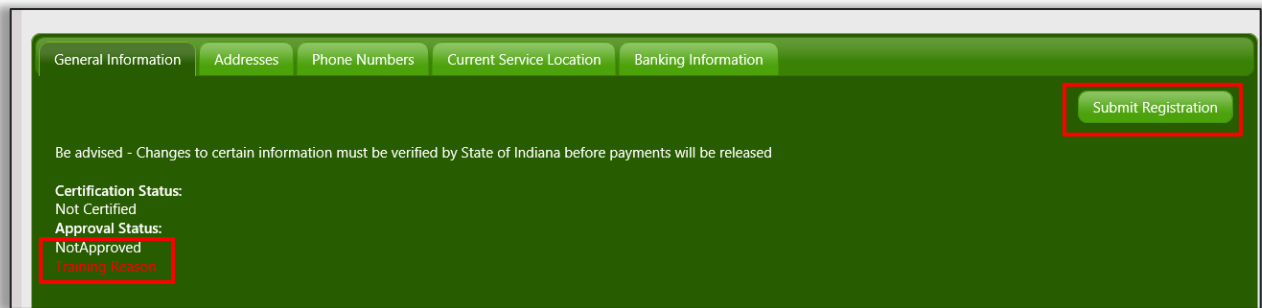 General Information Addresses Phone Numbers Current Service Location Banking Information
Submit Registration
Be advised - Changes to certain information must be verified by State of Indiana before payments will be released
Certification Status:
Not Certified
Approval Status:
NotApproved
Training Reason